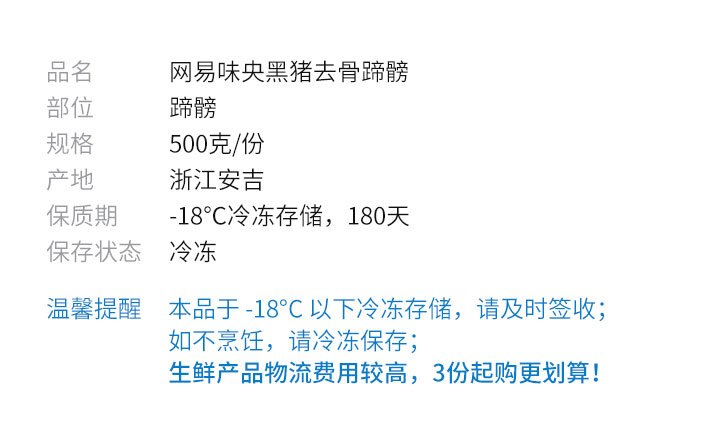 品名 网易味央黑猪去骨蹄髈
部位 蹄髈
规格 500克/份
产地 浙江安吉
保质期 -18℃冷冻存储，180天
保存状态 冷冻
温馨提醒 本品于 -18℃ 以下冷冻存储，请及时签收；
如不烹饪，请冷冻保存；
生鲜产品物流费用较高，3份起购更划算！